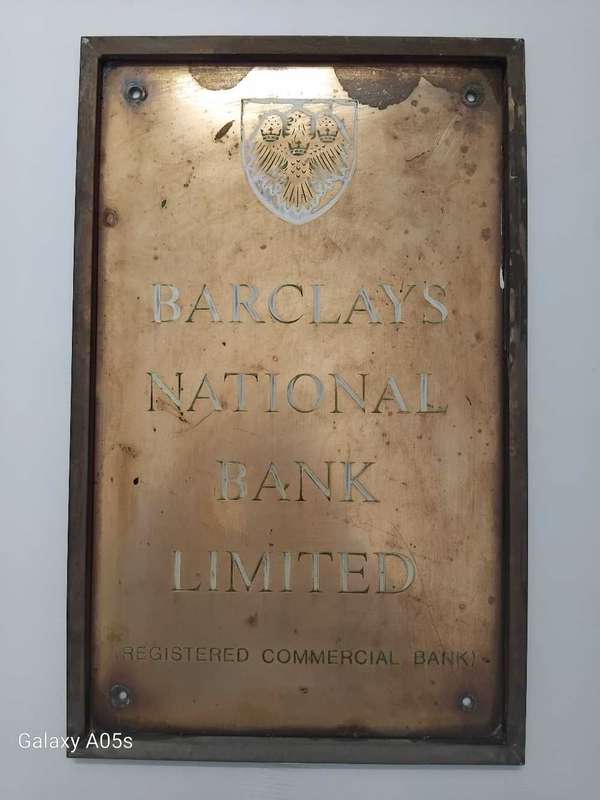 BARCLAYS
NATIONAL
BANK
LIMITED
(REGISTERED COMMERCIAL BANK)
Galaxy A05s